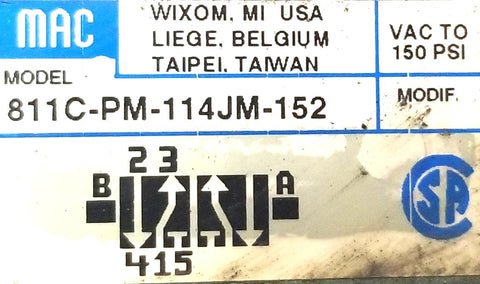 MAC
WIXOM, MI USA
LIEGE, BELGIUM
TAIPEI, TAIWAN
VAC TO
150 PSI
MODEL
811C-PM-114JM-152
MODIF.
2 3
B A
4 1 5
CSA